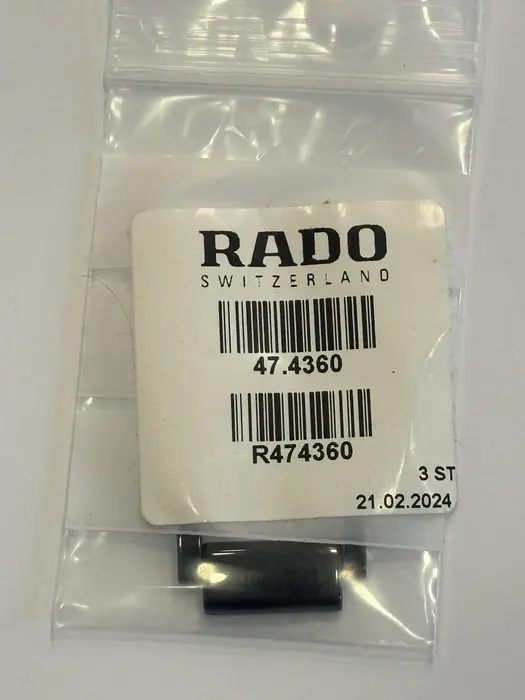 RADO
SWITZERLAND
47.4360
R474360
3 ST
21.02.2024